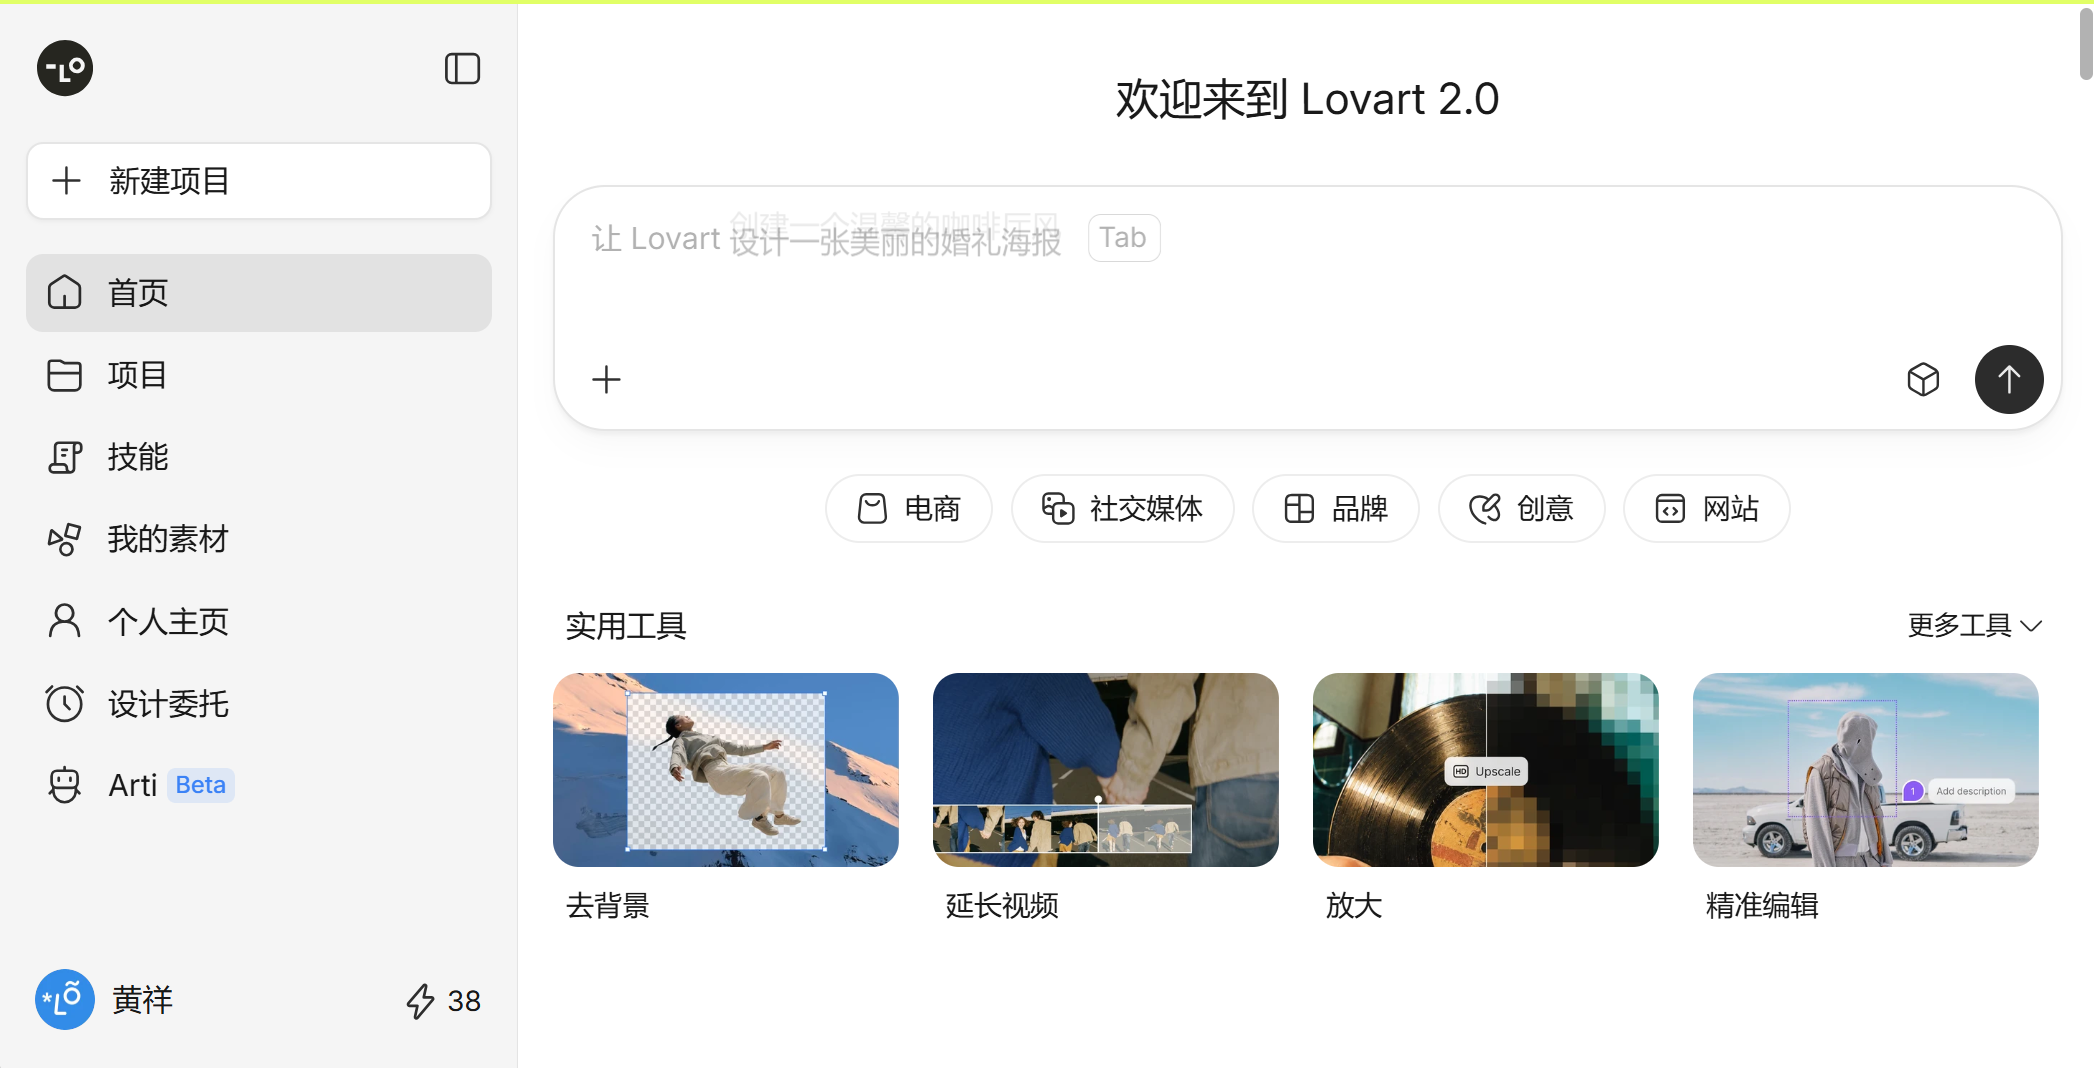 欢迎来到 Lovart 2.0
新建项目
首页
项目
技能
我的素材
个人主页
设计委托
Arti Beta
黄祥
38
让 Lovart 设计一张美丽的婚礼海报 Tab
电商
社交媒体
品牌
创意
网站
实用工具
更多工具
HD Upscale
1 Add description
去背景
延长视频
放大
精准编辑